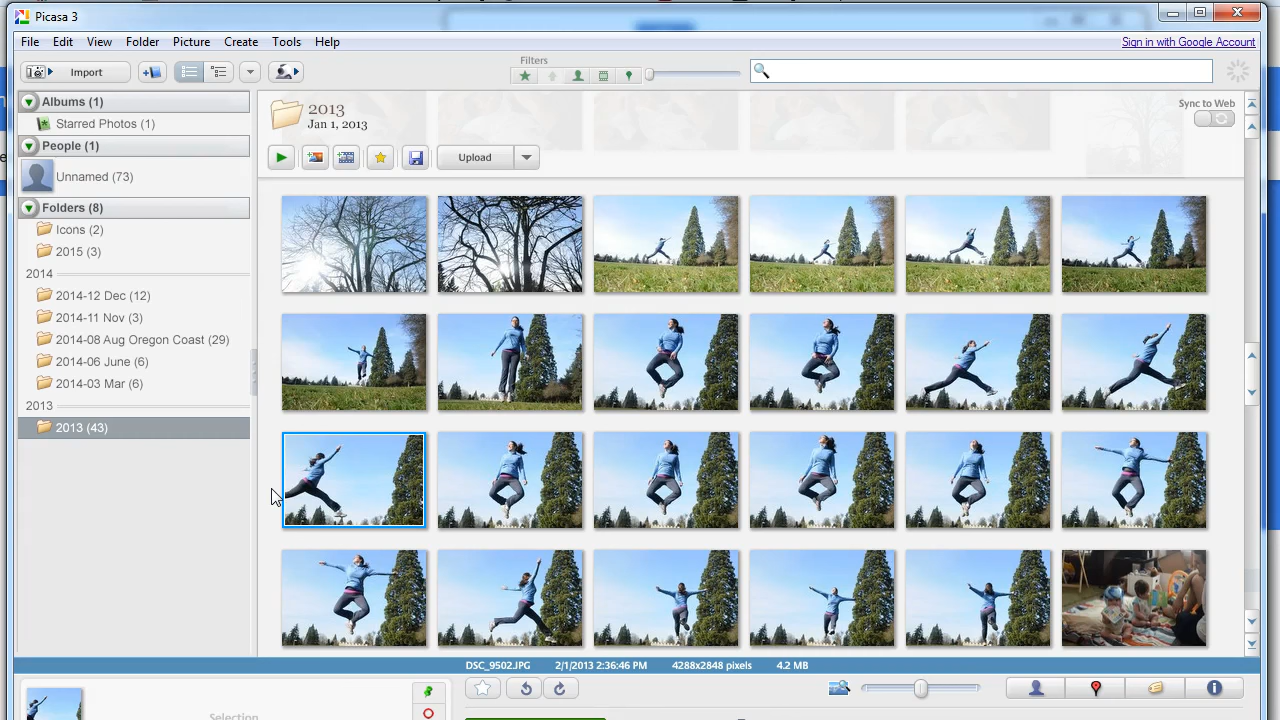 Picasa 3
File Edit View Folder Picture Create Tools Help
Sign in with Google Account
Import
Filters
Albums (1)
Starred Photos (1)
People (1)
Unnamed (73)
Folders (8)
Icons (2)
2015 (3)
2014
2014-12 Dec (12)
2014-11 Nov (3)
2014-08 Aug Oregon Coast (29)
2014-06 June (6)
2014-03 Mar (6)
2013
2013 (43)
2013
Jan 1, 2013
Sync to Web
Upload
DSC_9502.JPG 2/1/2013 2:36:46 PM 4288x2848 pixels 4.2 MB
Selection